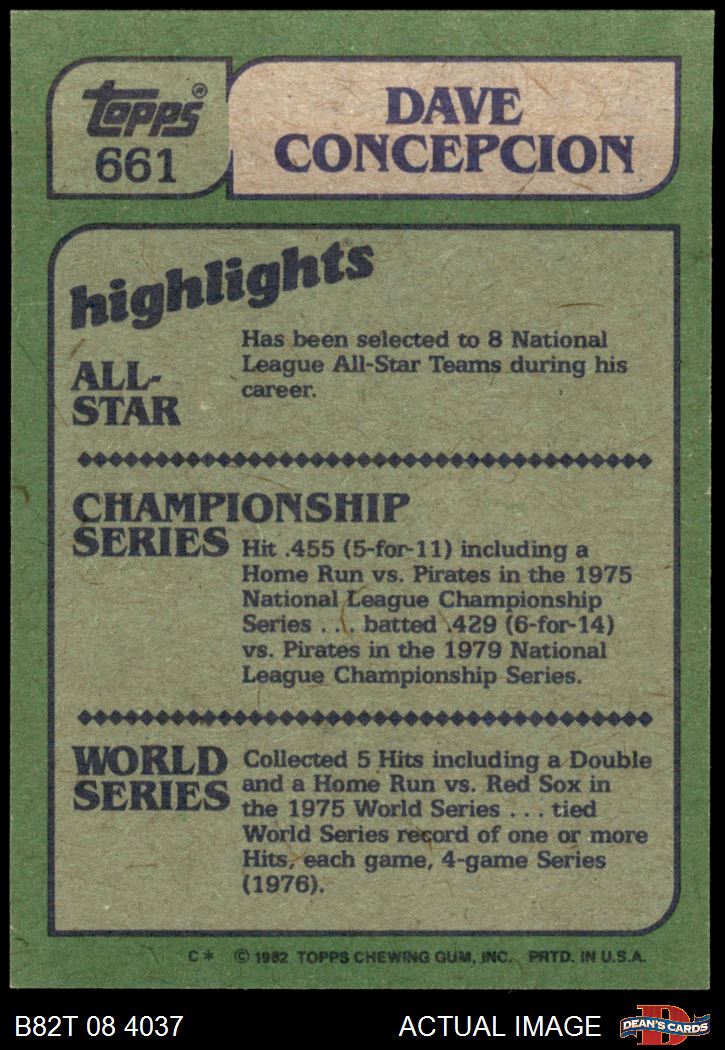 Topps®
661
DAVE
CONCEPCION
highlights
ALL-
STAR
Has been selected to 8 National
League All-Star Teams during his
career.
CHAMPIONSHIP
SERIES
Hit .455 (5-for-11) including a
Home Run vs. Pirates in the 1975
National League Championship
Series . . . batted .429 (6-for-14)
vs. Pirates in the 1979 National
League Championship Series.
WORLD
SERIES
Collected 5 Hits including a Double
and a Home Run vs. Red Sox in
the 1975 World Series . . . tied
World Series record of one or more
Hits, each game, 4-game Series
(1976).
C* © 1982 TOPPS CHEWING GUM, INC. PRTD. IN U.S.A.
B82T 08 4037
ACTUAL IMAGE
D
DEAN'S CARDS